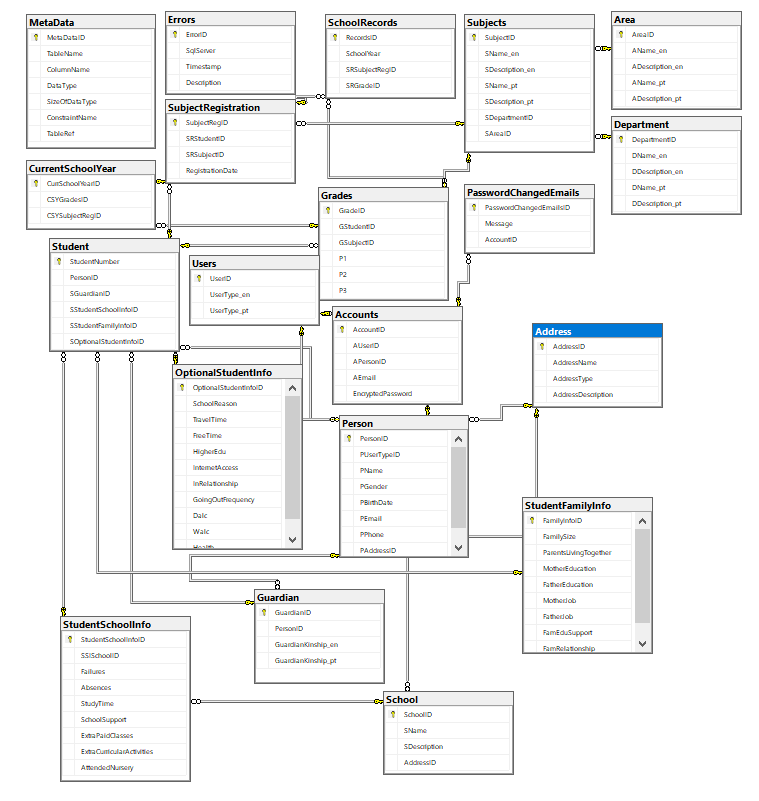 MetaData
MetaDataID
TableName
ColumnName
DataType
SizeOfDataType
ConstraintName
TableRef
Errors
ErrorID
SqlServer
Timestamp
Description
SchoolRecords
RecordsID
SchoolYear
SRSubjectRegID
SRGradeID
Subjects
SubjectID
SName_en
SDescription_en
SName_pt
SDescription_pt
SDepartmentID
SAreaID
Area
AreaID
AName_en
ADescription_en
AName_pt
ADescription_pt
SubjectRegistration
SubjectRegID
SRStudentID
SRSubjectID
RegistrationDate
Department
DepartmentID
DName_en
DDescription_en
DName_pt
DDescription_pt
CurrentSchoolYear
CurrSchoolYearID
CSYGradesID
CSYSubjectRegID
Grades
GradeID
GStudentID
GSubjectID
P1
P2
P3
PasswordChangedEmails
PasswordChangedEmailsID
Message
AccountID
Student
StudentNumber
PersonID
SGuardianID
SStudentSchoolInfoID
SStudentFamilyInfoID
SOptionalStudentInfoID
Users
UserID
UserType_en
UserType_pt
Accounts
AccountID
AUserID
APersonID
AEmail
EncryptedPassword
Address
AddressID
AddressName
AddressType
AddressDescription
OptionalStudentInfo
OptionalStudentInfoID
SchoolReason
TravelTime
FreeTime
HigherEdu
InternetAccess
InRelationship
GoingOutFrequency
Dalc
Walc
Health
Person
PersonID
PUserTypeID
PName
PGender
PBirthDate
PEmail
PPhone
PAddressID
StudentFamilyInfo
FamilyInfoID
FamilySize
ParentsLivingTogether
MotherEducation
FatherEducation
MotherJob
FatherJob
FamEduSupport
FamRelationship
Guardian
GuardianID
PersonID
GuardianKinship_en
GuardianKinship_pt
StudentSchoolInfo
StudentSchoolInfoID
SSISchoolID
Failures
Absences
StudyTime
SchoolSupport
ExtraPaidClasses
ExtraCurricularActivities
AttendedNursery
School
SchoolID
SName
SDescription
AddressID